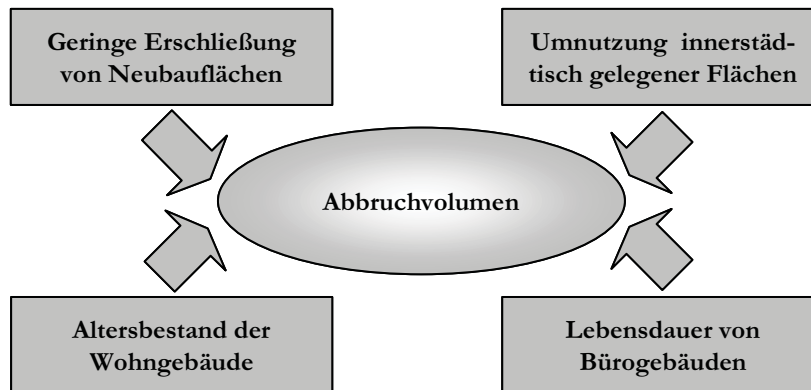 Geringe Erschließung
von Neubauflächen
Umnutzung innerstäd-
tisch gelegener Flächen
Abbruchvolumen
Altersbestand der
Wohngebäude
Lebensdauer von
Bürogebäuden